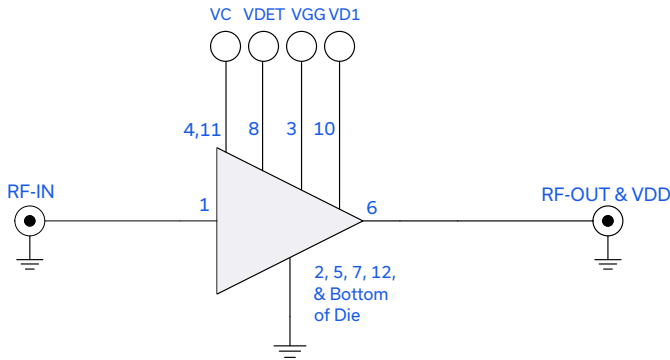 VC VDET VGG VD1
4,11 8 3 10
RF-IN
1
6
RF-OUT & VDD
2, 5, 7, 12,
& Bottom
of Die